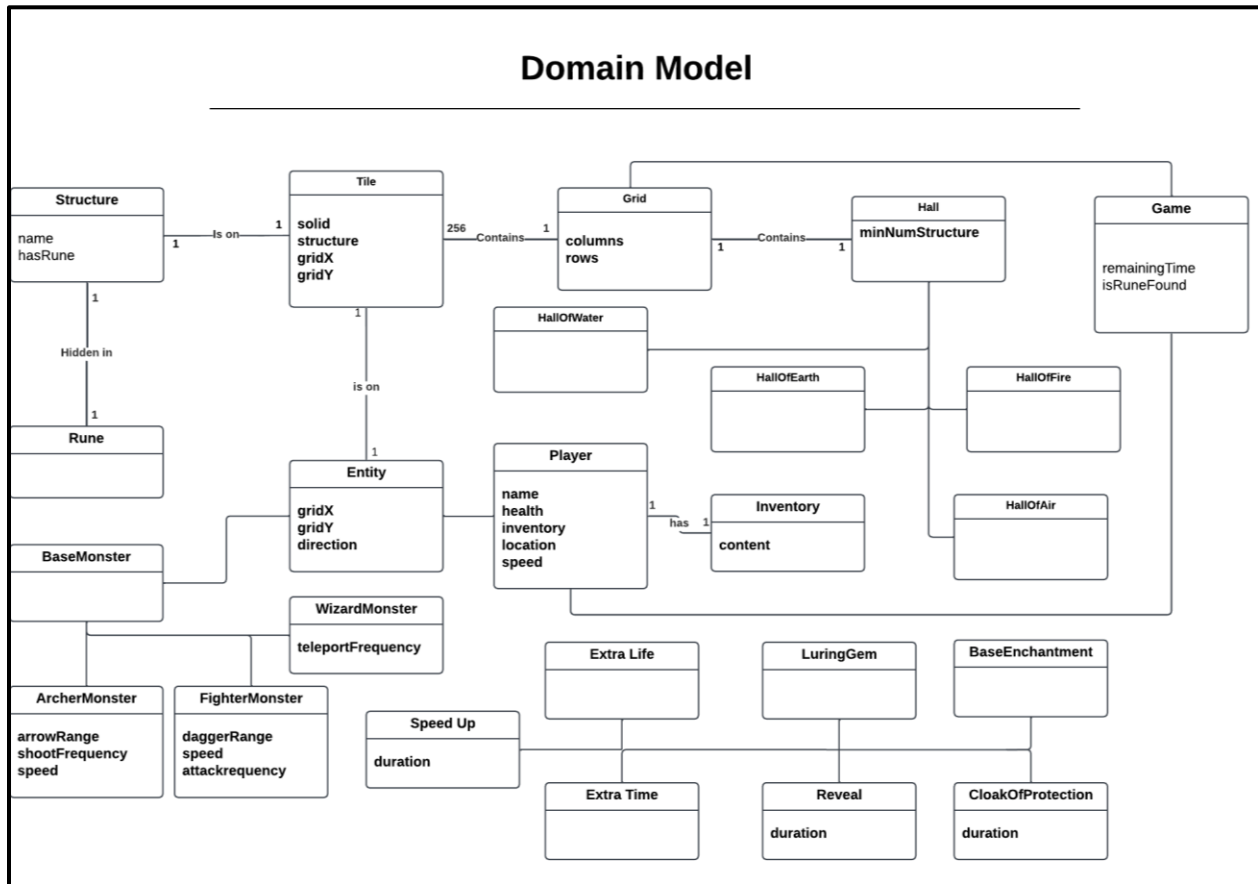 Domain Model
Structure
name
hasRune
1
Is on
1
Tile
solid
structure
gridX
gridY
256
Contains
1
Grid
columns
rows
1
Contains
1
Hall
minNumStructure
Game
remainingTime
isRuneFound
1
Hidden in
1
Rune
1
is on
1
HallOfWater
HallOfEarth
HallOfFire
HallOfAir
Entity
gridX
gridY
direction
Player
name
health
inventory
location
speed
1
has
1
Inventory
content
BaseMonster
WizardMonster
teleportFrequency
ArcherMonster
arrowRange
shootFrequency
speed
FighterMonster
daggerRange
speed
attackrequency
Speed Up
duration
Extra Life
LuringGem
BaseEnchantment
Extra Time
Reveal
duration
CloakOfProtection
duration